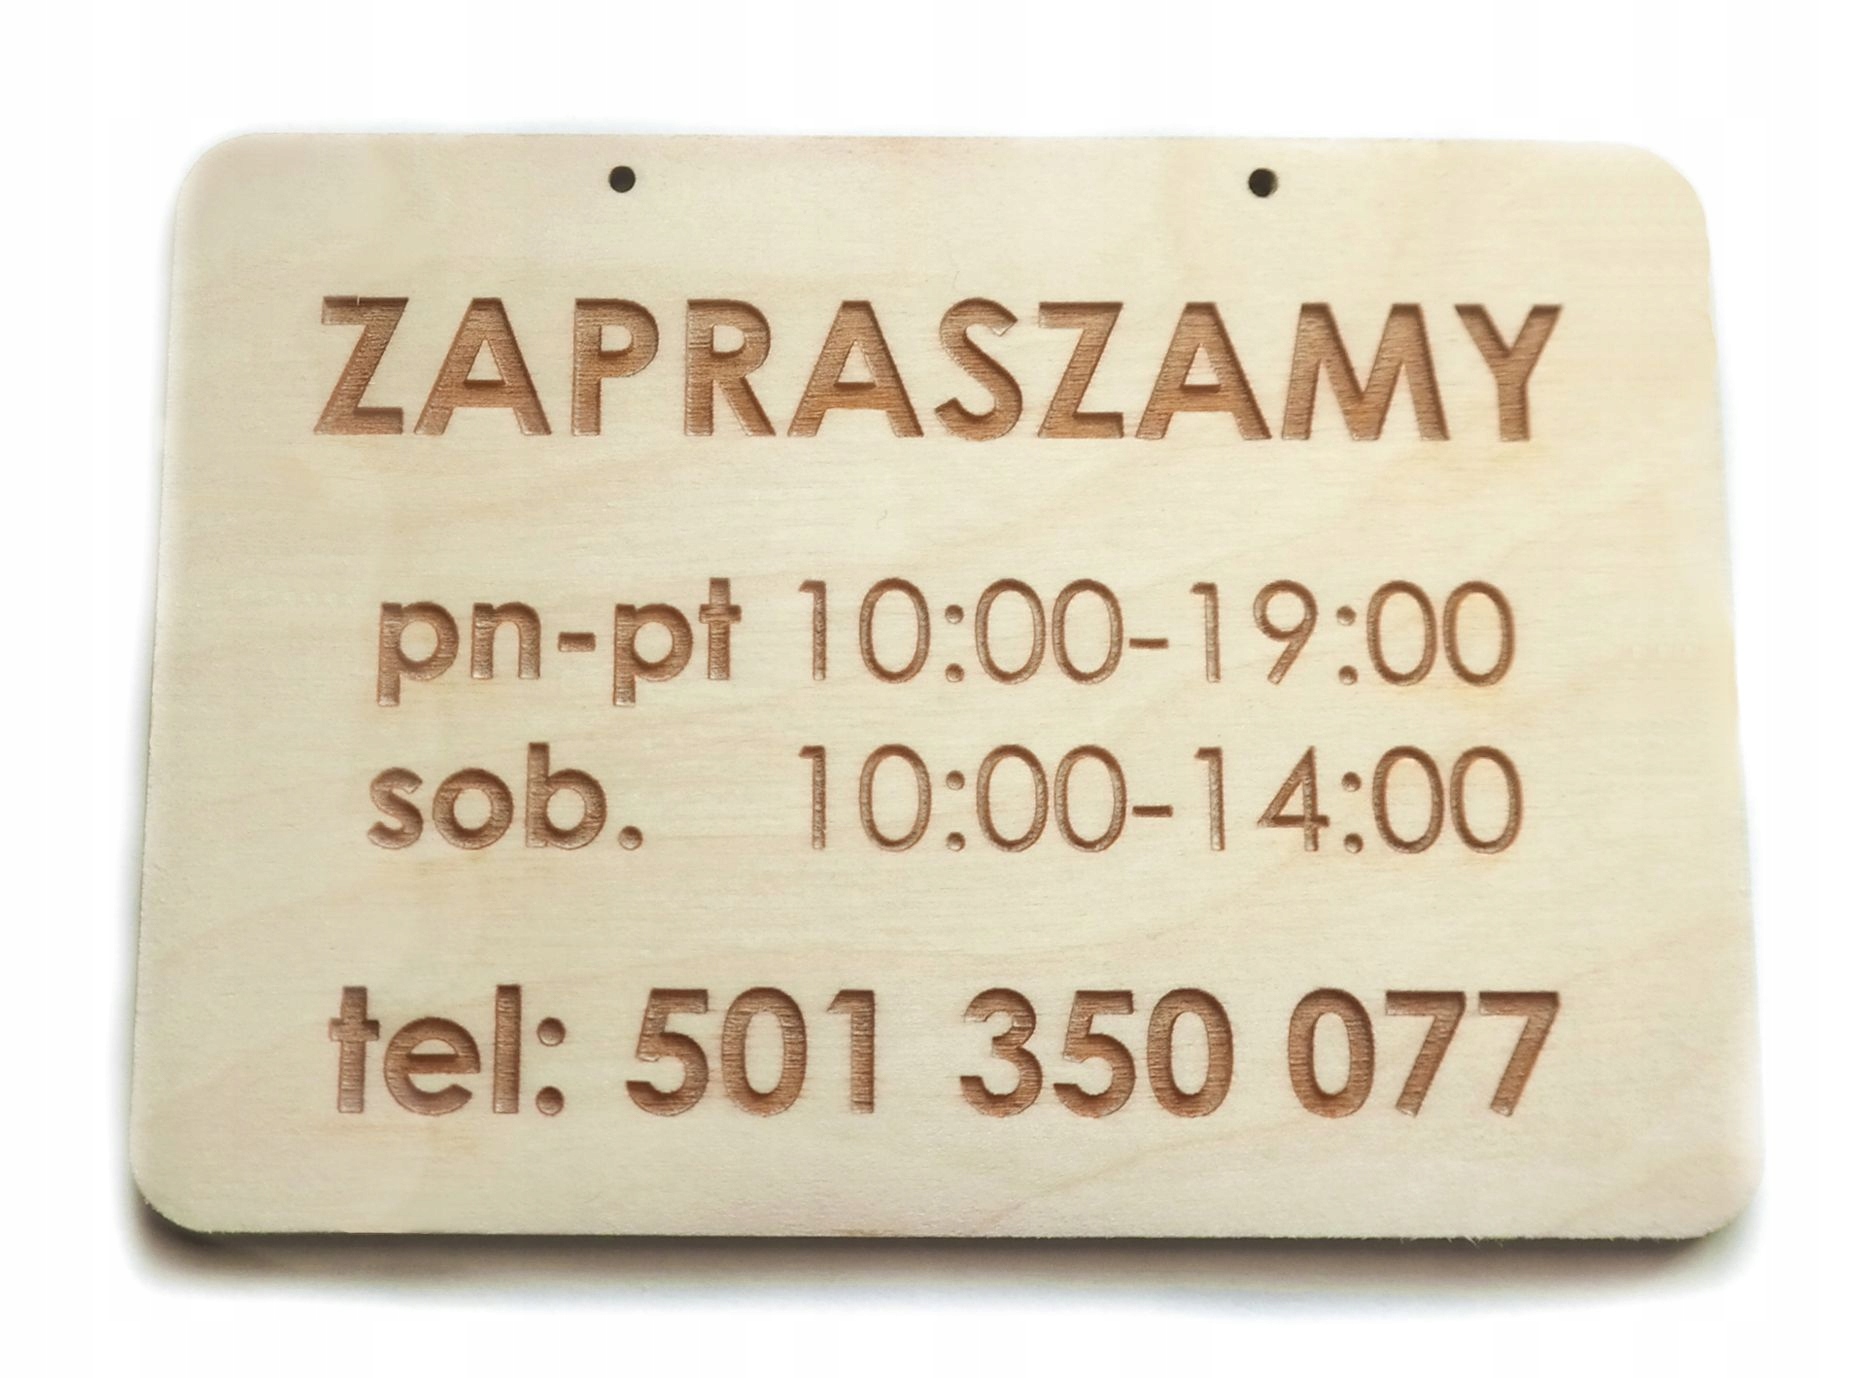 ZAPRASZAMY
pn-pt 10:00-19:00
sob. 10:00-14:00
tel: 501 350 077